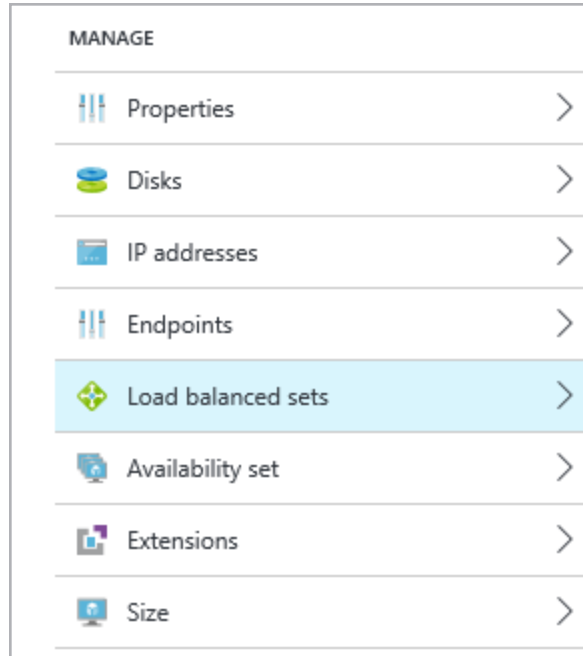 MANAGE
Properties
Disks
IP addresses
Endpoints
Load balanced sets
Availability set
Extensions
Size